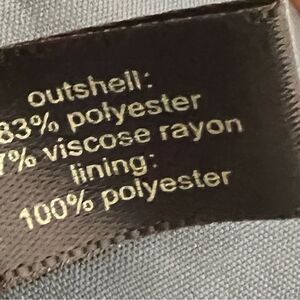 outshell:
83% polyester
7% viscose rayon
lining:
100% polyester